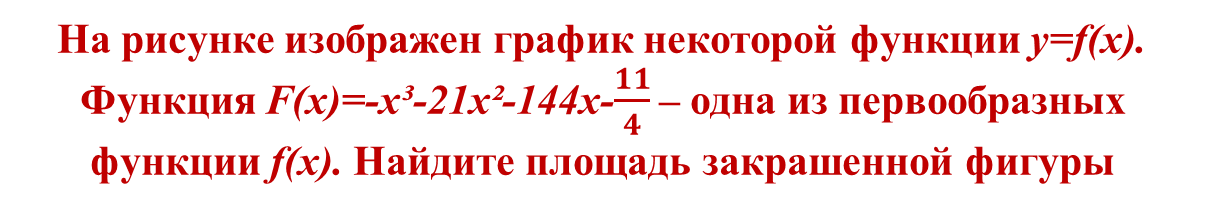 На рисунке изображен график некоторой функции y=f(x).
Функция F(x)=-x³-21x²-144x-11/4 – одна из первообразных
функции f(x). Найдите площадь закрашенной фигуры